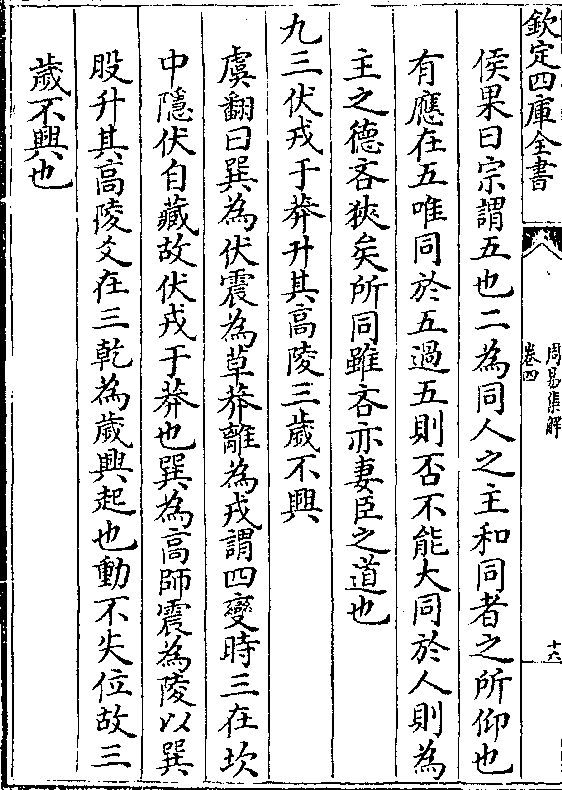 欽定四庫全書
周易集解
卷四
十六
侯果曰宗謂五也二為同人之主和同者之所仰也
有應在五唯同於五過五則否不能大同於人則為
主之德吝狹矣所同雖吝亦妻臣之道也
九三伏戎于莽升其高陵三歲不興
虞翻曰巽為伏震為草莽離為戎謂四變時三在坎
中隱伏自藏故伏戎于莽也巽為高師震為陵以巽
股升其高陵爻在三乾為歲興起也動不失位故三
歲不興也